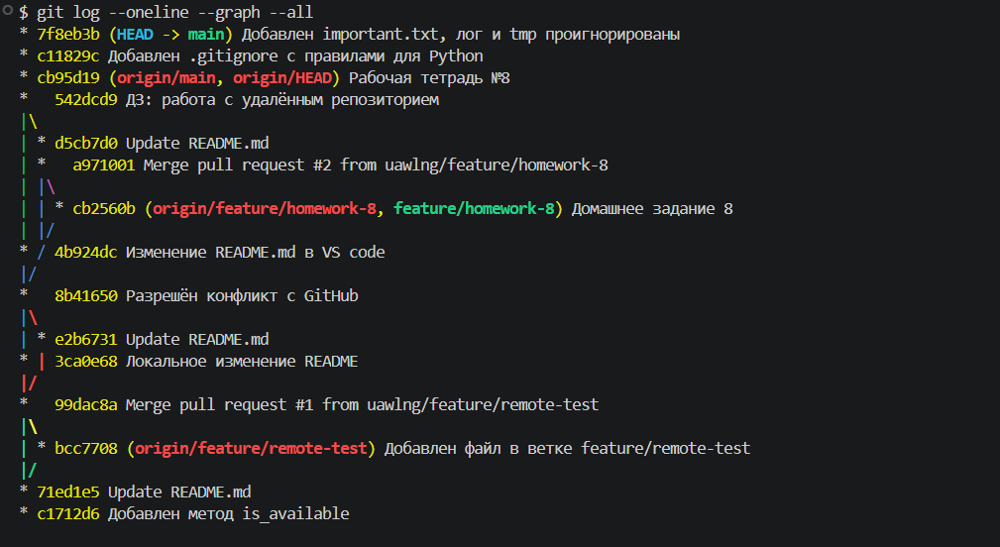 $ git log --oneline --graph --all
* 7f8eb3b (HEAD -> main) Добавлен important.txt, лог и tmp проигнорированы
* c11829c Добавлен .gitignore с правилами для Python
* cb95d19 (origin/main, origin/HEAD) Рабочая тетрадь №8
*   542dcd9 ДЗ: работа с удалённым репозиторием
|\
| * d5cb7d0 Update README.md
| *   a971001 Merge pull request #2 from uawlng/feature/homework-8
| |\
| | * cb2560b (origin/feature/homework-8, feature/homework-8) Домашнее задание 8
| |/
* / 4b924dc Изменение README.md в VS code
|/
*   8b41650 Разрешён конфликт с GitHub
|\
| * e2b6731 Update README.md
* | 3ca0e68 Локальное изменение README
|/
*   99dac8a Merge pull request #1 from uawlng/feature/remote-test
|\
| * bcc7708 (origin/feature/remote-test) Добавлен файл в ветке feature/remote-test
|/
* 71ed1e5 Update README.md
* c1712d6 Добавлен метод is_available